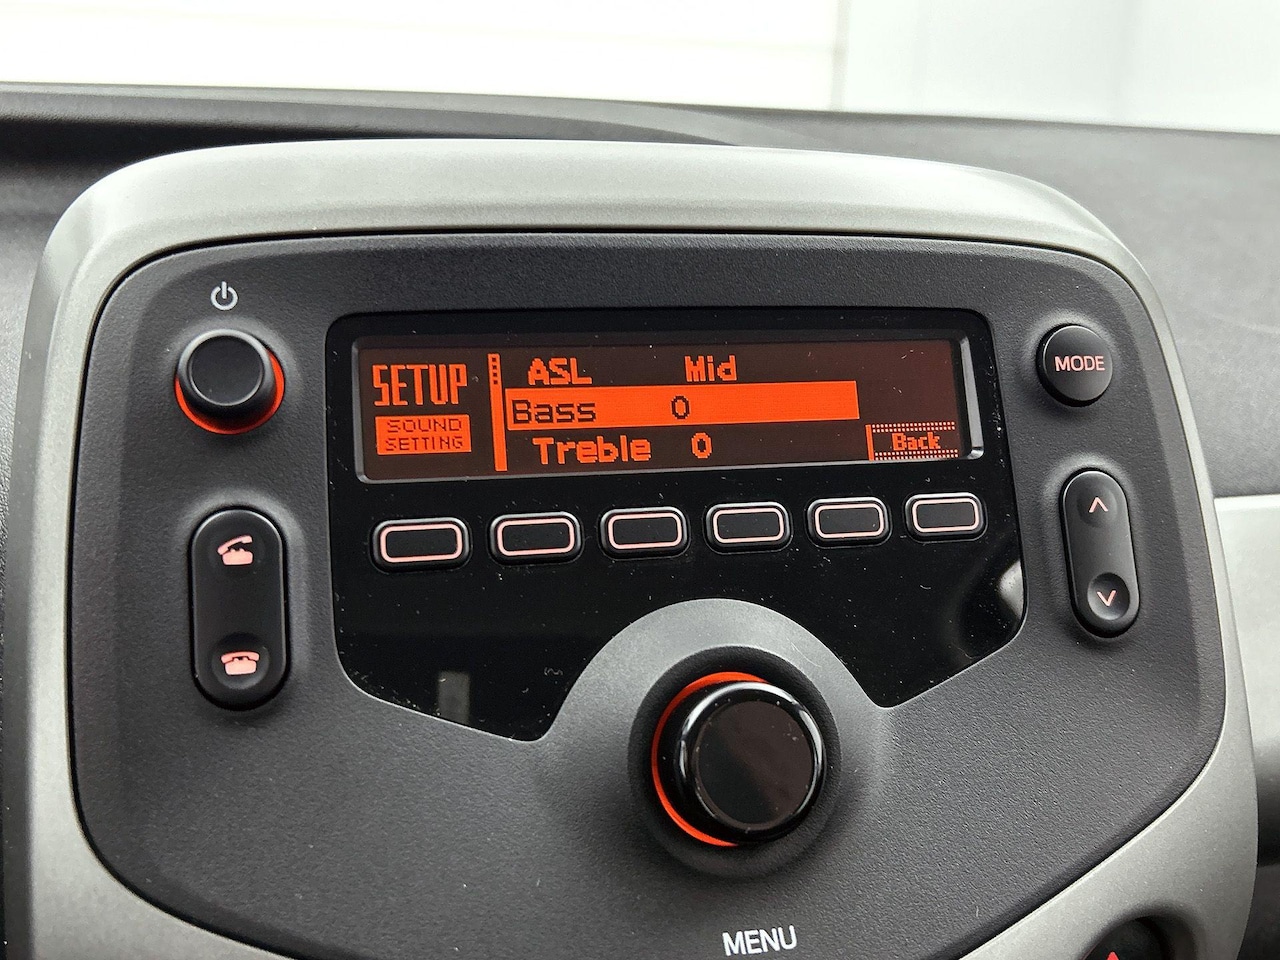 SETUP
SOUND
SETTING
ASL Mid
Bass 0
Treble 0
Back
MODE
MENU